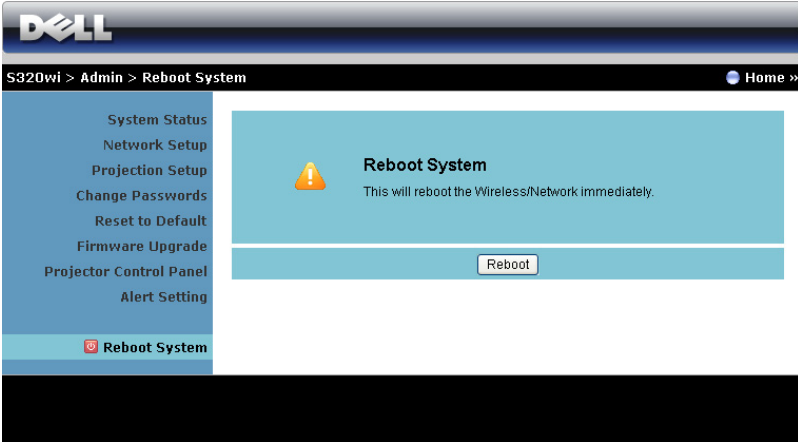 DELL
S320wi > Admin > Reboot System
Home »
System Status
Network Setup
Projection Setup
Change Passwords
Reset to Default
Firmware Upgrade
Projector Control Panel
Alert Setting
Reboot System
Reboot System
This will reboot the Wireless/Network immediately.
Reboot